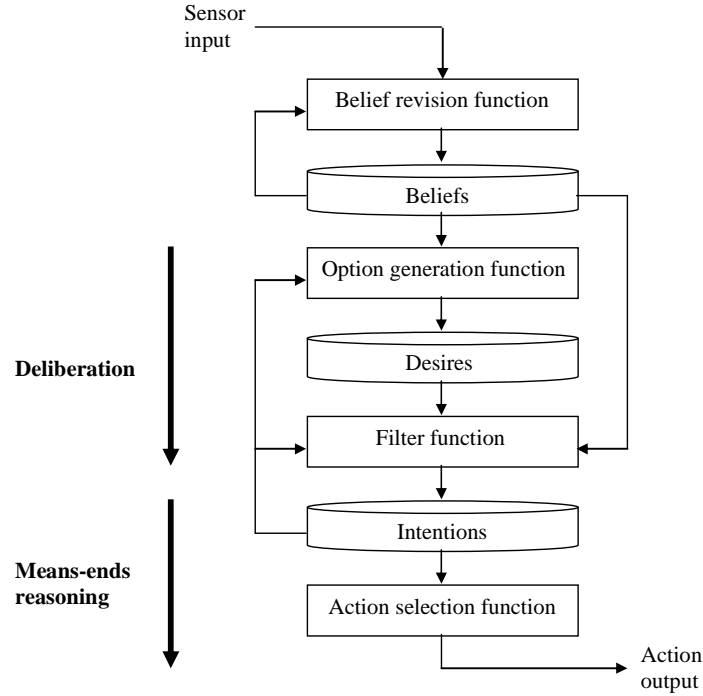 Sensor
input
Belief revision function
Beliefs
Option generation function
Desires
Deliberation
Filter function
Intentions
Means-ends
reasoning
Action selection function
Action
output